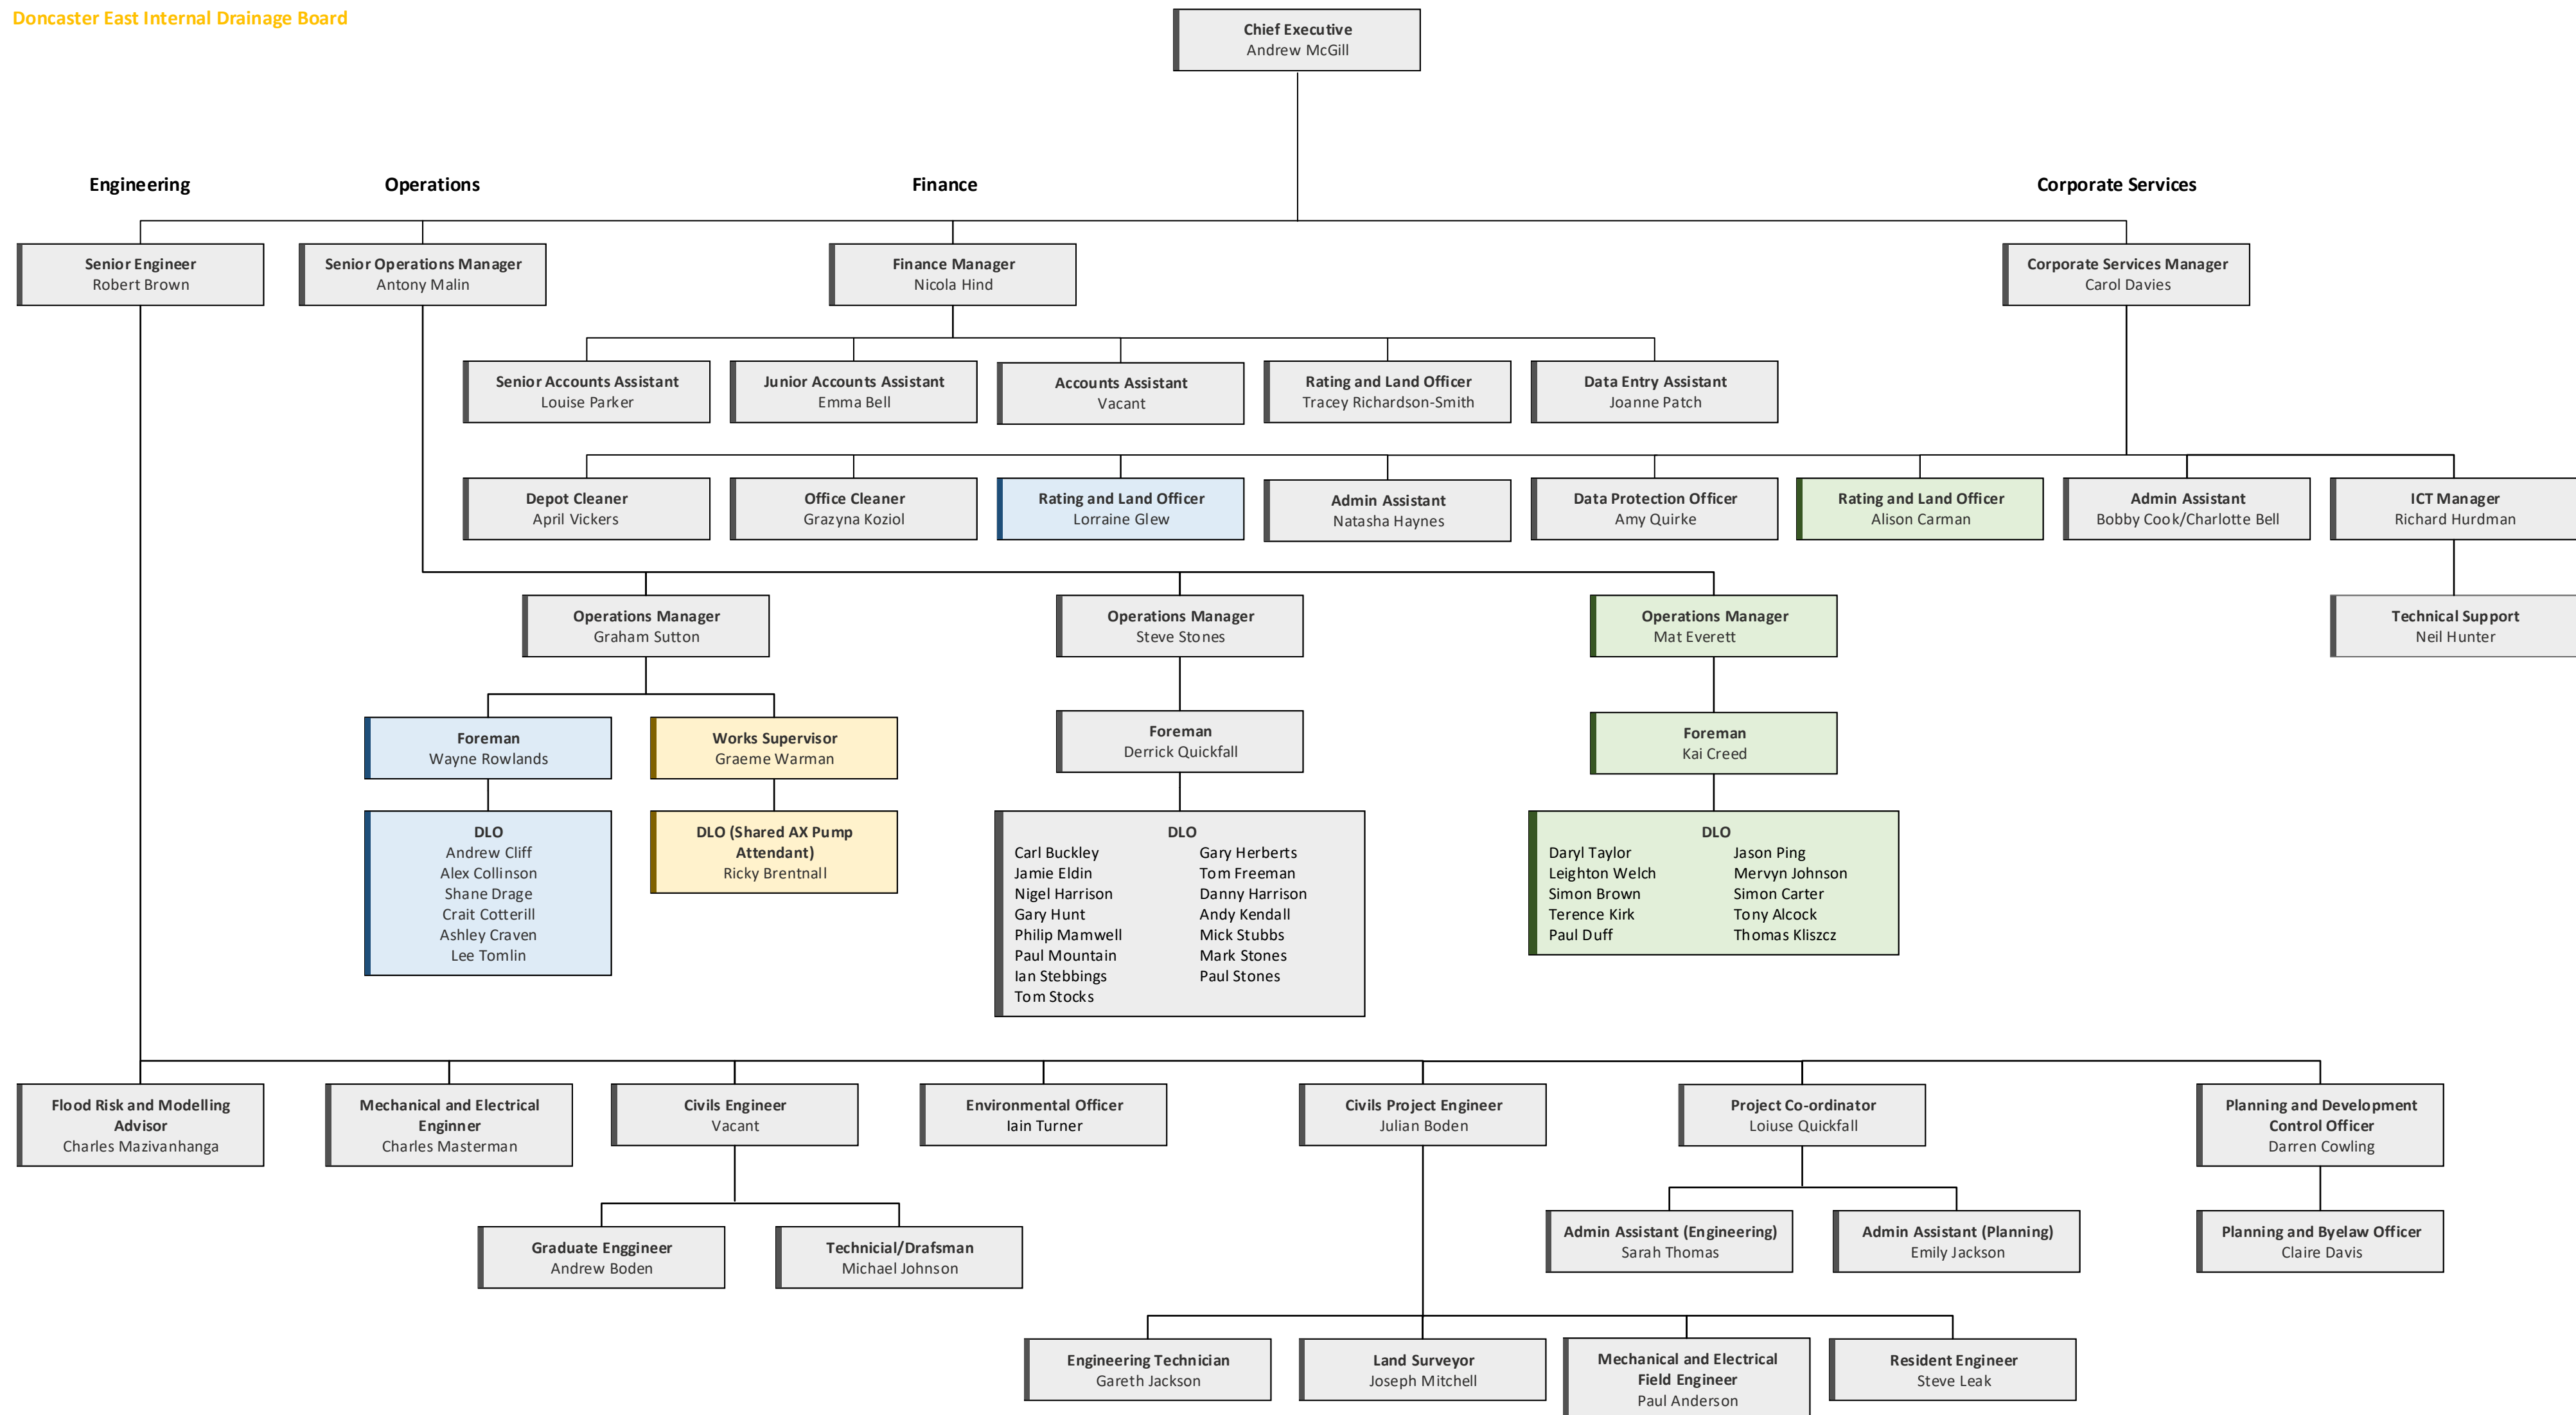 Doncaster East Internal Drainage Board
Chief Executive
Andrew McGill
Engineering
Operations
Finance
Corporate Services
Senior Engineer
Robert Brown
Senior Operations Manager
Antony Malin
Finance Manager
Nicola Hind
Corporate Services Manager
Carol Davies
Senior Accounts Assistant
Louise Parker
Junior Accounts Assistant
Emma Bell
Accounts Assistant
Vacant
Rating and Land Officer
Tracey Richardson-Smith
Data Entry Assistant
Joanne Patch
Depot Cleaner
April Vickers
Office Cleaner
Grazyna Koziol
Rating and Land Officer
Lorraine Glew
Admin Assistant
Natasha Haynes
Data Protection Officer
Amy Quirke
Rating and Land Officer
Alison Carman
Admin Assistant
Bobby Cook/Charlotte Bell
ICT Manager
Richard Hurdman
Operations Manager
Graham Sutton
Operations Manager
Steve Stones
Operations Manager
Mat Everett
Technical Support
Neil Hunter
Foreman
Wayne Rowlands
Works Supervisor
Graeme Warman
Foreman
Derrick Quickfall
Foreman
Kai Creed
DLO
Andrew Cliff
Alex Collinson
Shane Drage
Crait Cotterill
Ashley Craven
Lee Tomlin
DLO (Shared AX Pump
Attendant)
Ricky Brentnall
DLO
Carl Buckley
Jamie Eldin
Nigel Harrison
Gary Hunt
Philip Mamwell
Paul Mountain
Ian Stebbings
Tom Stocks
Gary Herberts
Tom Freeman
Danny Harrison
Andy Kendall
Mick Stubbs
Mark Stones
Paul Stones
DLO
Daryl Taylor
Leighton Welch
Simon Brown
Terence Kirk
Paul Duff
Jason Ping
Mervyn Johnson
Simon Carter
Tony Alcock
Thomas Kliszcz
Flood Risk and Modelling
Advisor
Charles Mazivanhanga
Mechanical and Electrical
Enginner
Charles Masterman
Civils Engineer
Vacant
Environmental Officer
Iain Turner
Civils Project Engineer
Julian Boden
Project Co-ordinator
Loiuse Quickfall
Planning and Development
Control Officer
Darren Cowling
Graduate Enggineer
Andrew Boden
Technicial/Drafsman
Michael Johnson
Admin Assistant (Engineering)
Sarah Thomas
Admin Assistant (Planning)
Emily Jackson
Planning and Byelaw Officer
Claire Davis
Engineering Technician
Gareth Jackson
Land Surveyor
Joseph Mitchell
Mechanical and Electrical
Field Engineer
Paul Anderson
Resident Engineer
Steve Leak